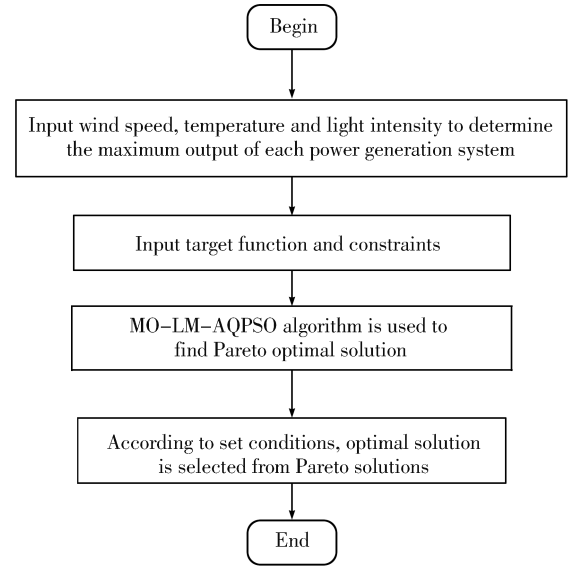 Begin
Input wind speed, temperature and light intensity to determine
the maximum output of each power generation system
Input target function and constraints
MO-LM-AQPSO algorithm is used to
find Pareto optimal solution
According to set conditions, optimal solution
is selected from Pareto solutions
End